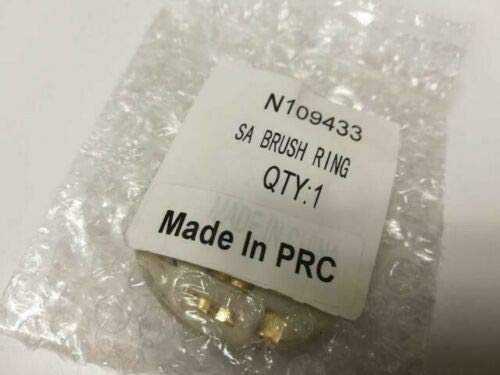 N109433
SA BRUSH RING
QTY:1
Made In PRC